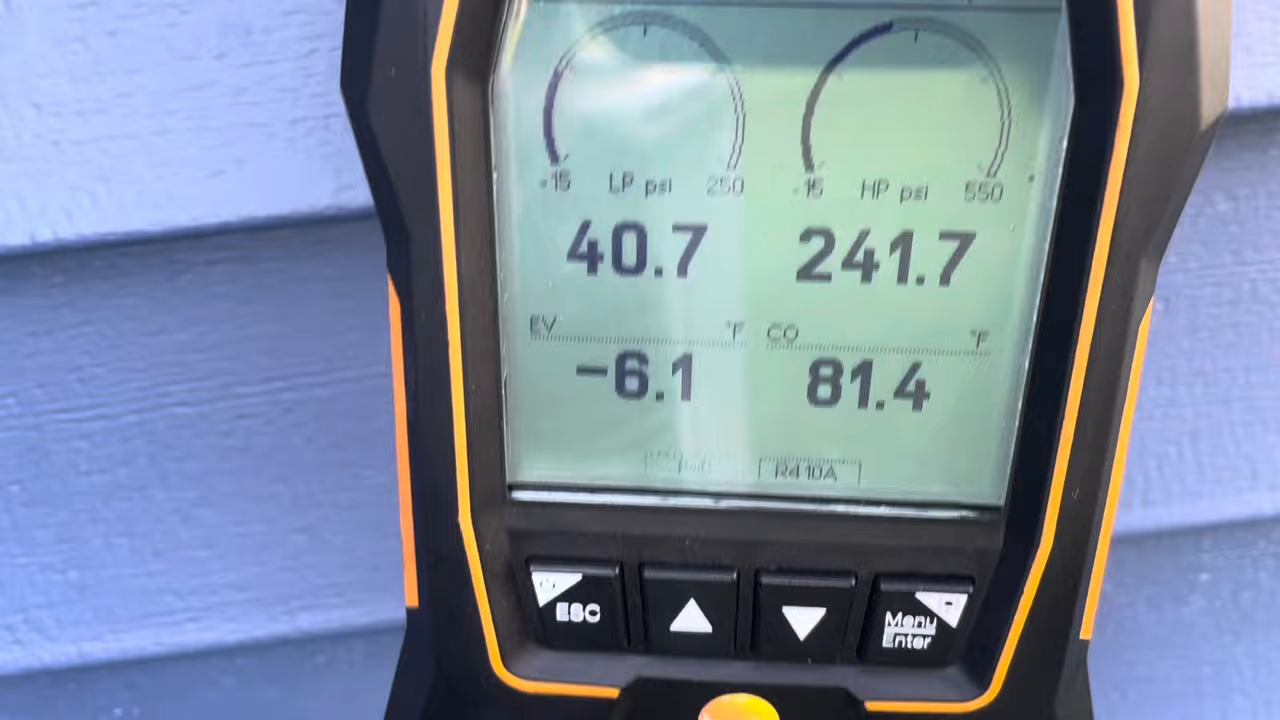 -15 LP psi 250 -15 HP psi 550
40.7 241.7
EV °F CO °F
-6.1 81.4
R410A
ESC Menu
Enter